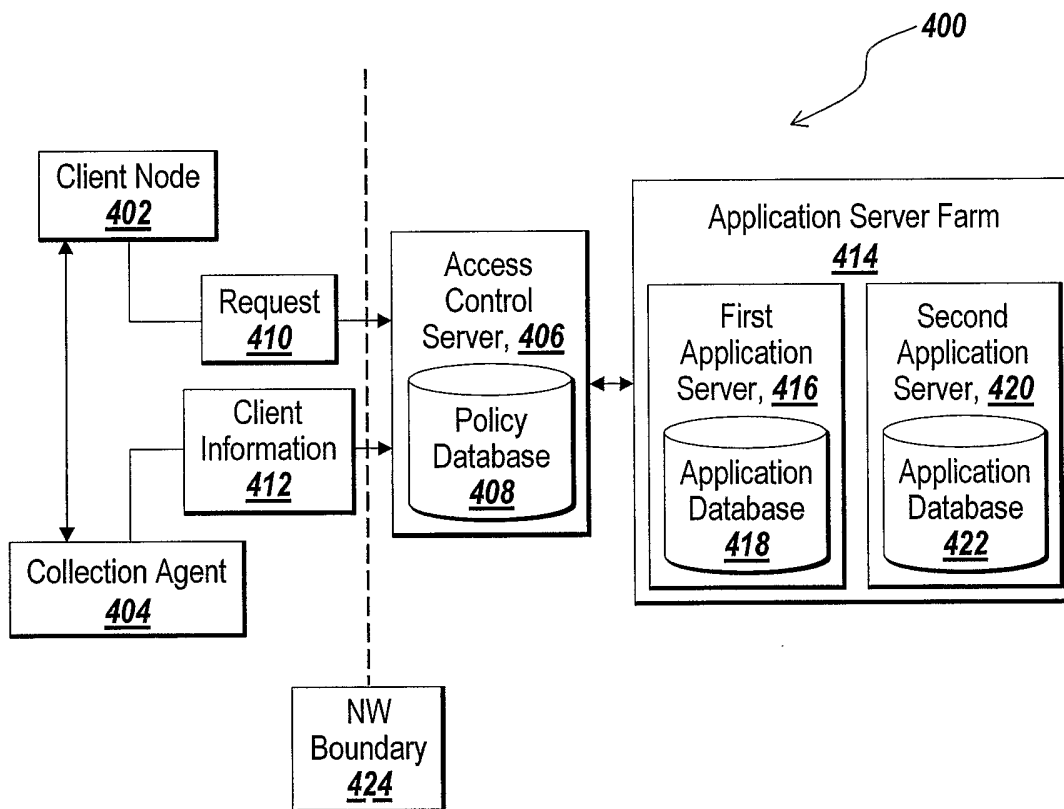 400
Client Node
402
Request
410
Client
Information
412
Collection Agent
404
Access
Control
Server, 406
Policy
Database
408
Application Server Farm
414
First
Application
Server, 416
Application
Database
418
Second
Application
Server, 420
Application
Database
422
NW
Boundary
424